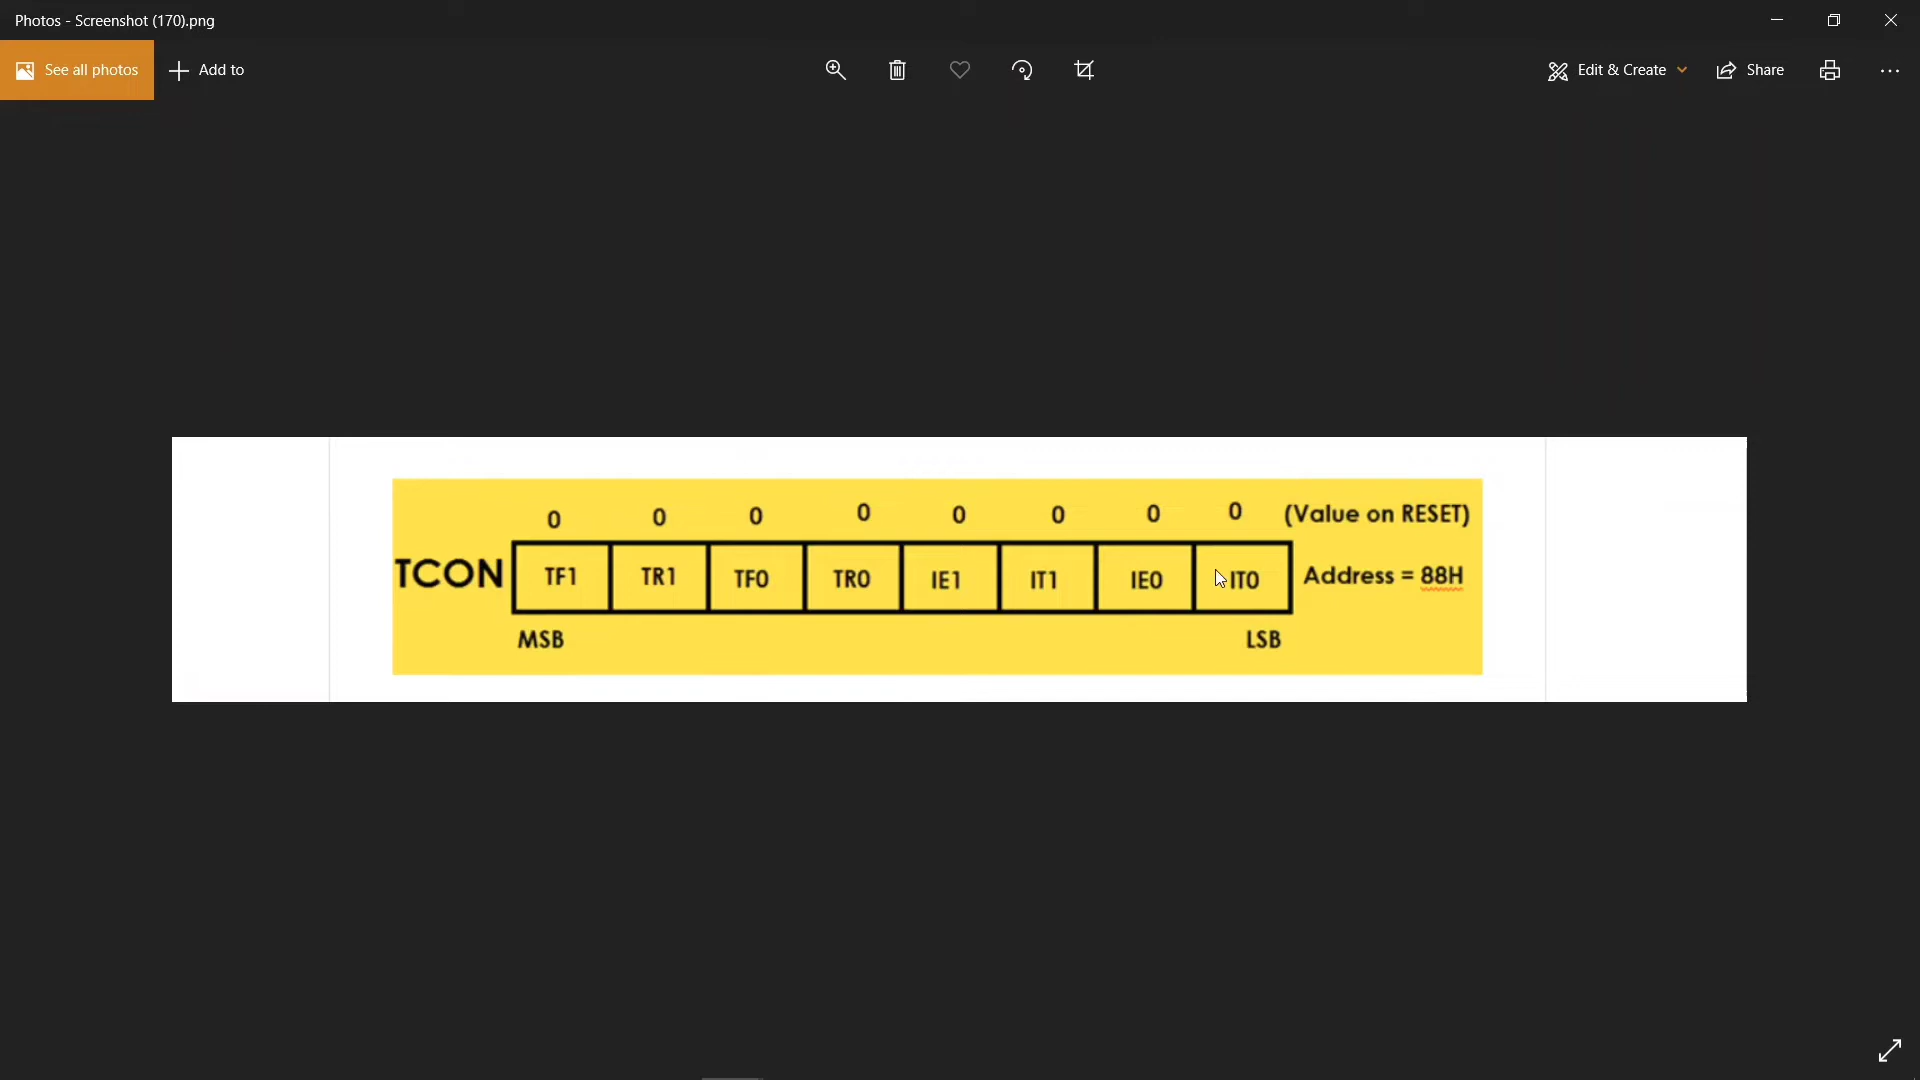 Photos - Screenshot (170).png
See all photos
Add to
Edit & Create
Share
0 0 0 0 0 0 0 0 (Value on RESET)
TCON TF1 TR1 TF0 TR0 IE1 IT1 IE0 IT0 Address = 88H
MSB LSB